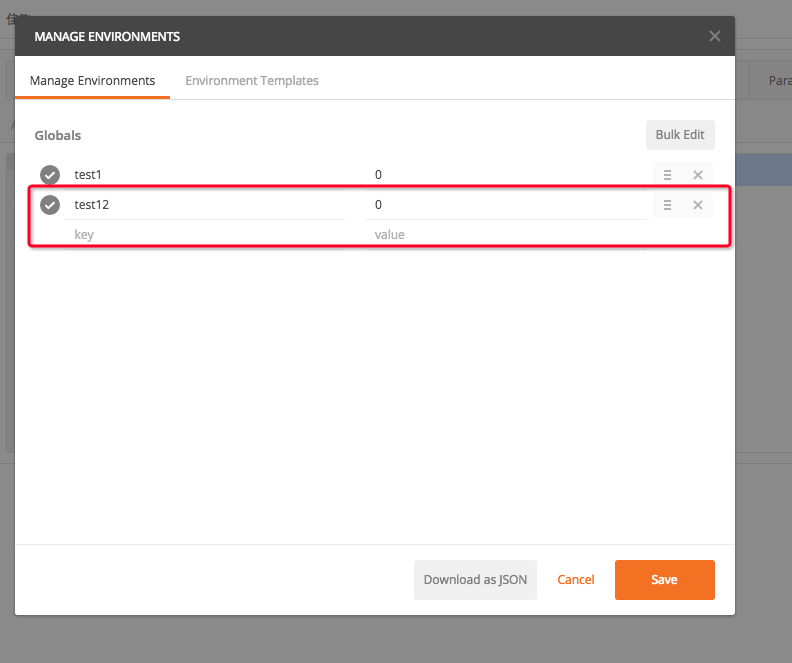 MANAGE ENVIRONMENTS
Manage Environments Environment Templates
Para
Globals Bulk Edit
test1 0
test12 0
key value
Download as JSON Cancel Save